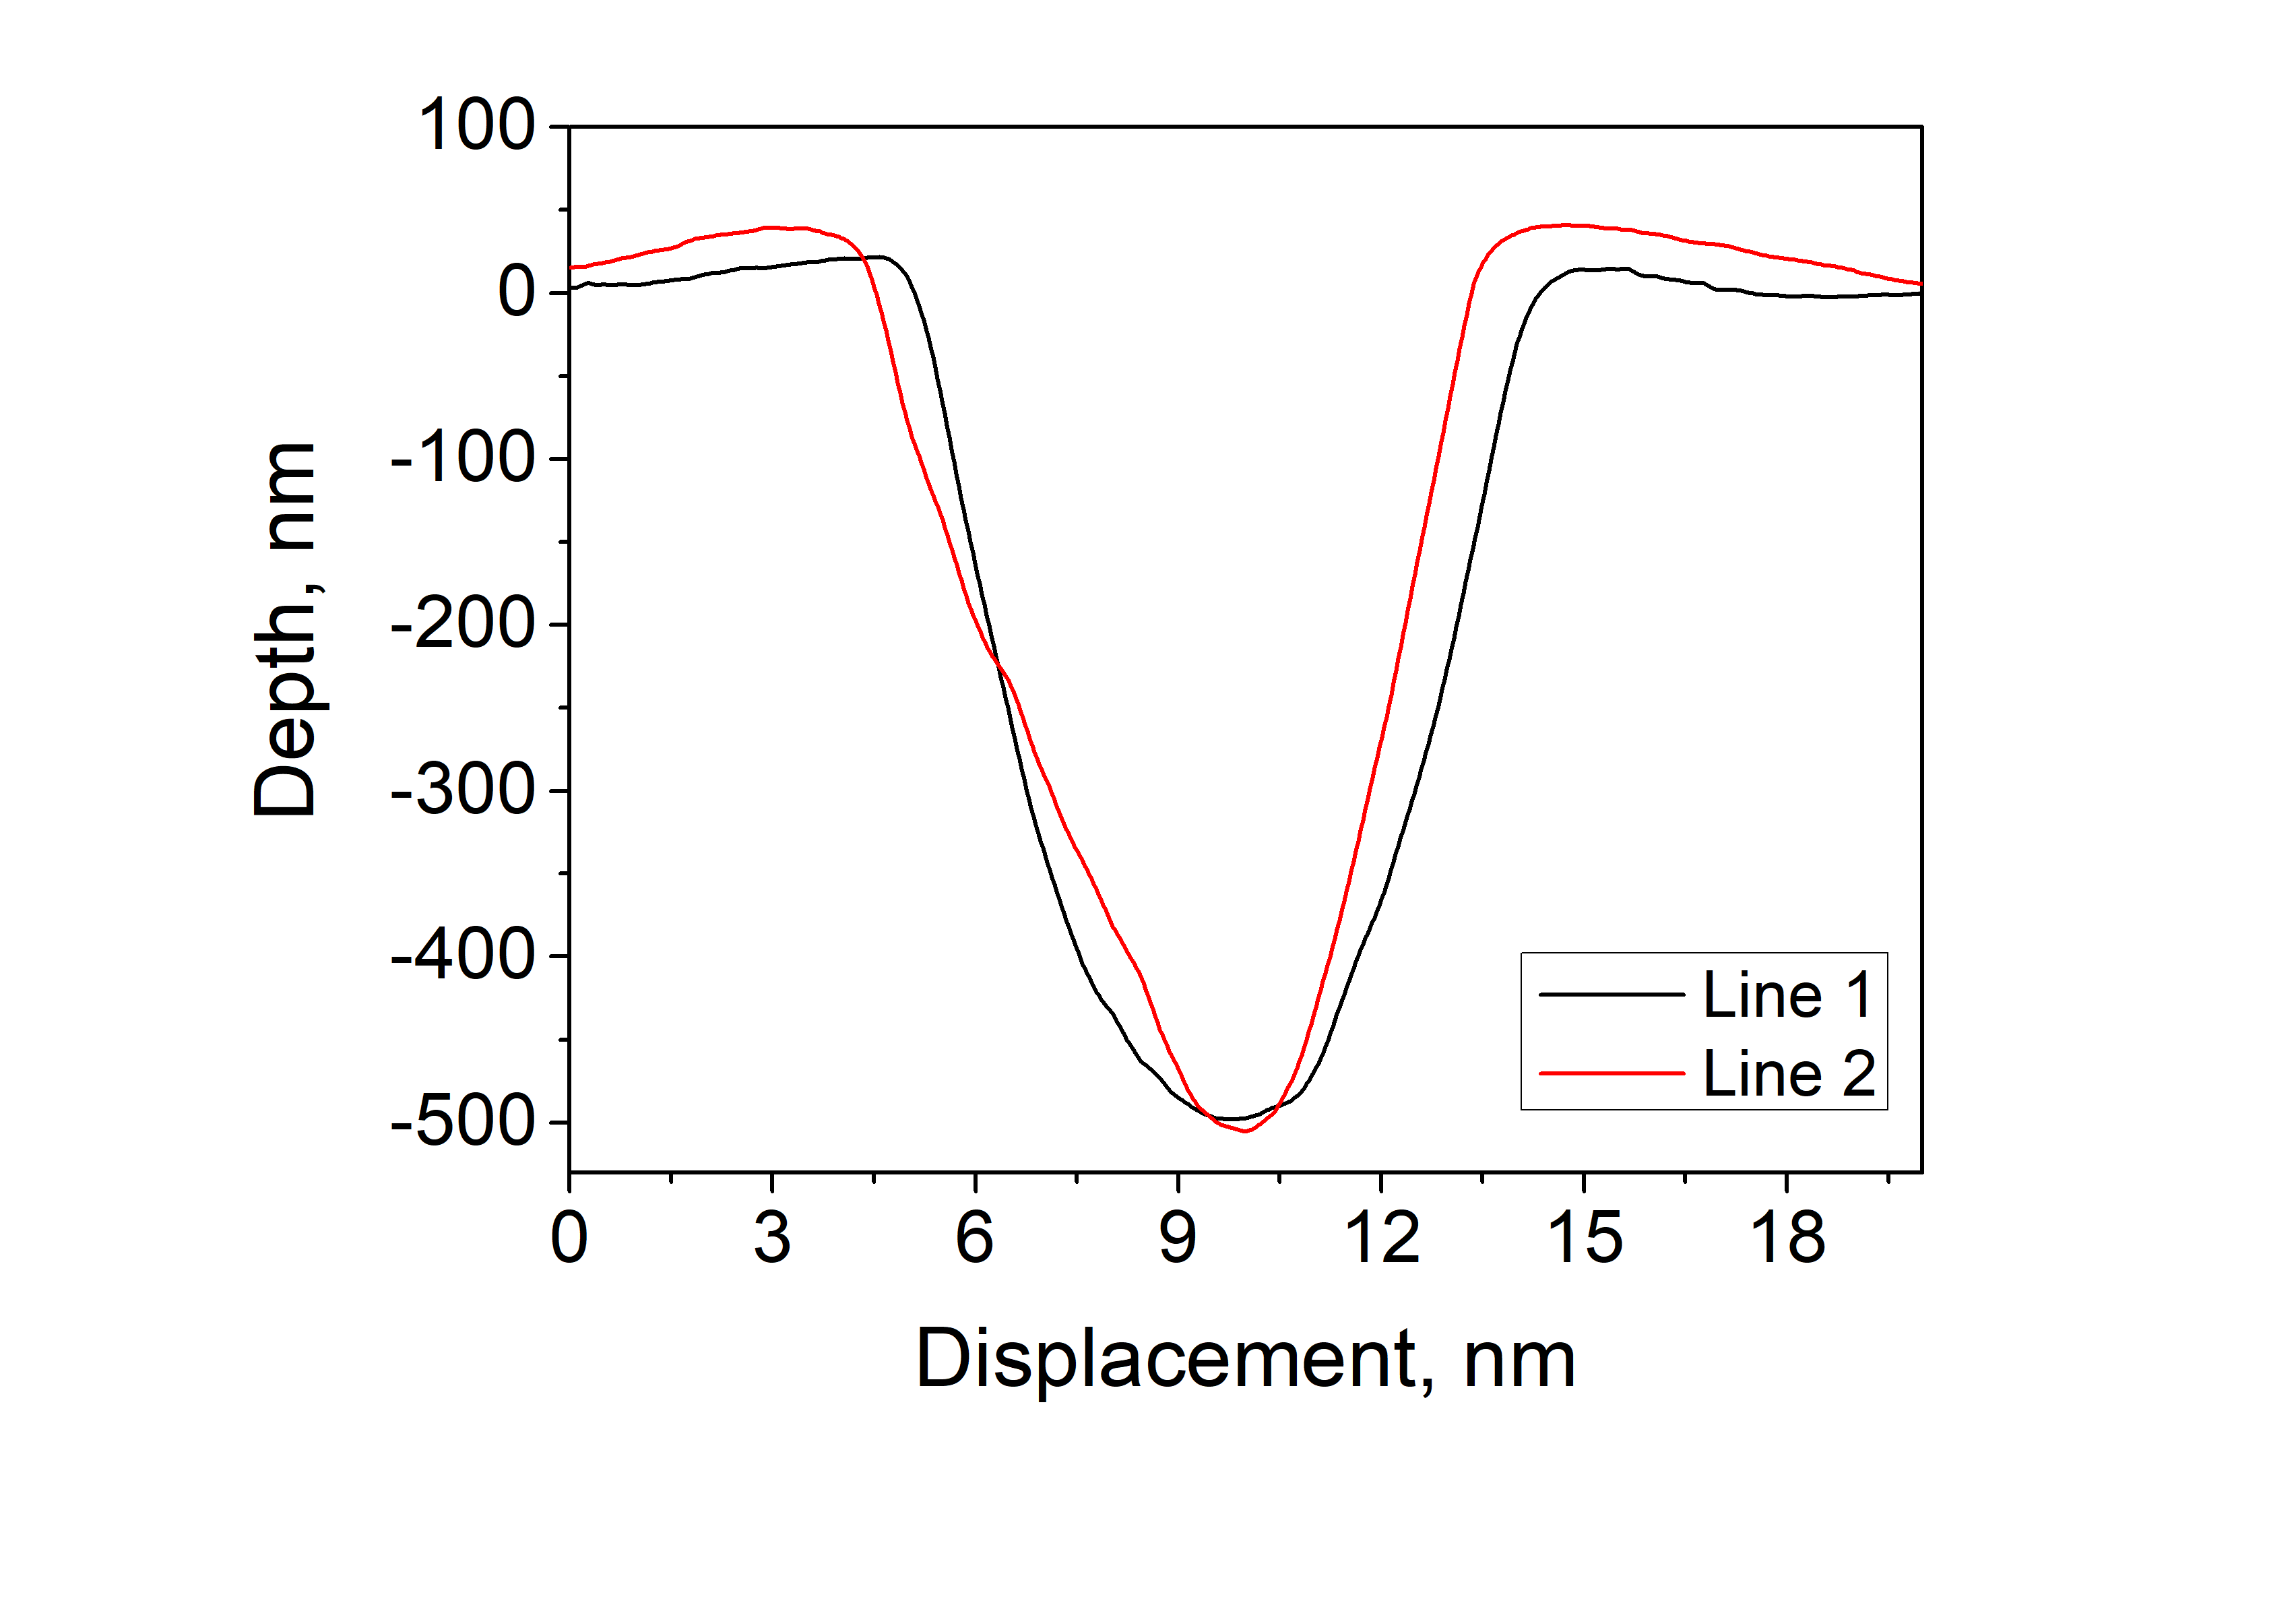 100
0
-100
-200
-300
-400
-500
Depth, nm
0 3 6 9 12 15 18
Displacement, nm
Line 1
Line 2